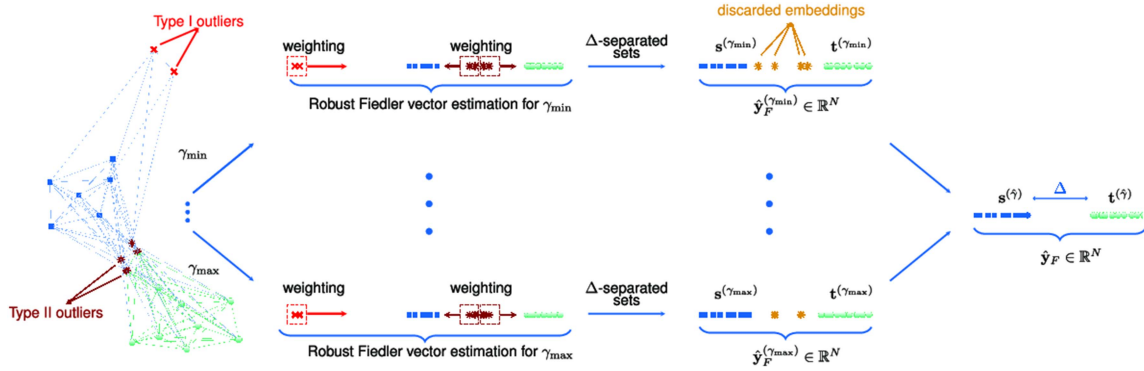 Type I outliers
Type II outliers
γmin
γmax
weighting weighting
Robust Fiedler vector estimation for γmin
Δ-separated
sets
discarded embeddings
s^(γmin) t^(γmin)
ŷ_F^(γmin) ∈ ℝ^N
weighting weighting
Robust Fiedler vector estimation for γmax
Δ-separated
sets
s^(γmax) t^(γmax)
ŷ_F^(γmax) ∈ ℝ^N
s^(γ̂) Δ t^(γ̂)
ŷ_F ∈ ℝ^N